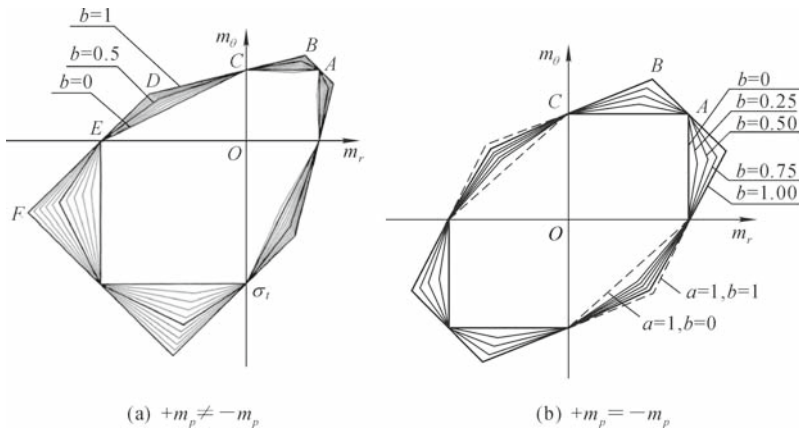 b=1
b=0.5
b=0
m_θ
B
C
A
D
E
O
m_r
F
σ_t
(a) +m_p≠−m_p
m_θ
B
C
A
b=0
b=0.25
b=0.50
b=0.75
b=1.00
O
m_r
a=1,b=1
a=1,b=0
(b) +m_p=−m_p